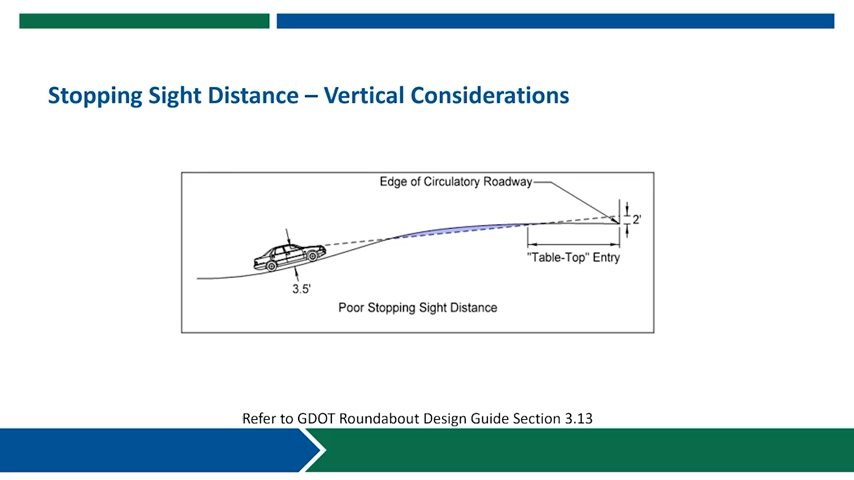 Stopping Sight Distance – Vertical Considerations
Edge of Circulatory Roadway
2'
"Table-Top" Entry
3.5'
Poor Stopping Sight Distance
Refer to GDOT Roundabout Design Guide Section 3.13